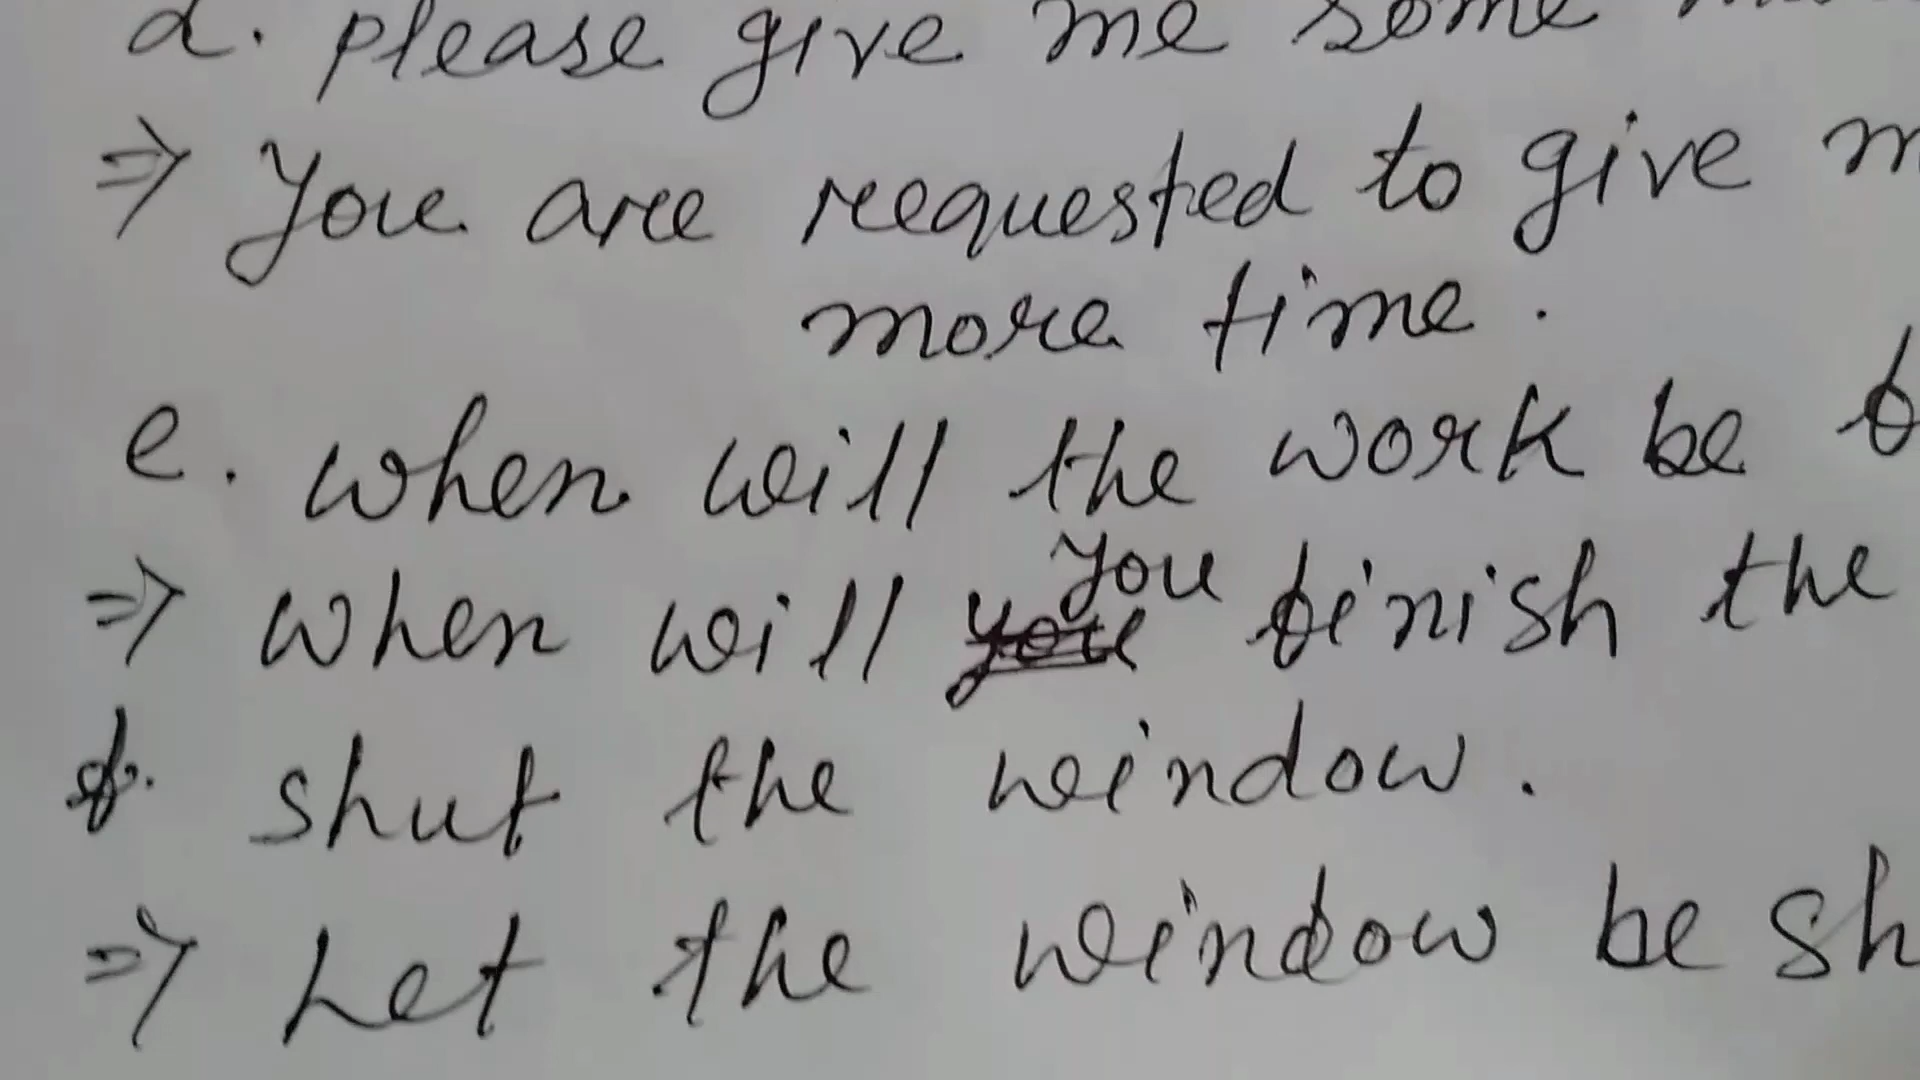 d. please give me some
⇒ You are requested to give
more time.
e. when will the work be
⇒ when will you finish the
f. shut the window.
⇒ Let the window be sh